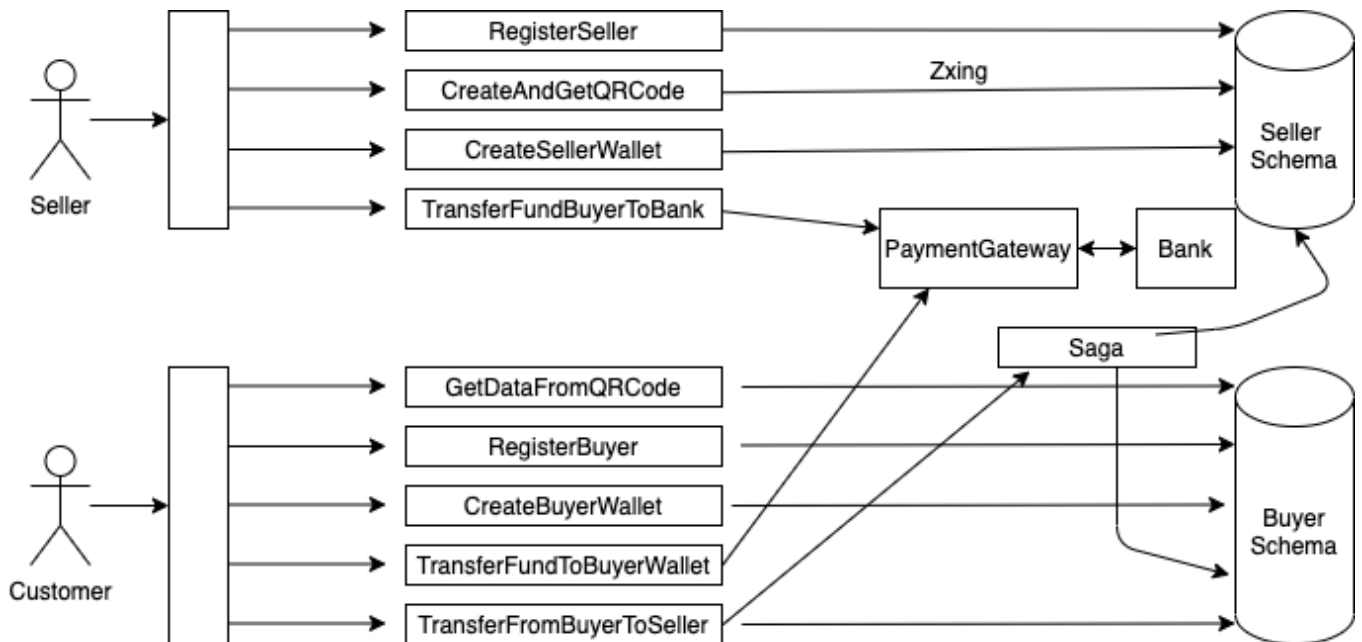 RegisterSeller
Zxing
CreateAndGetQRCode
Seller
Schema
CreateSellerWallet
Seller
TransferFundBuyerToBank
PaymentGateway
Bank
Saga
GetDataFromQRCode
RegisterBuyer
CreateBuyerWallet
Buyer
Schema
TransferFundToBuyerWallet
Customer
TransferFromBuyerToSeller